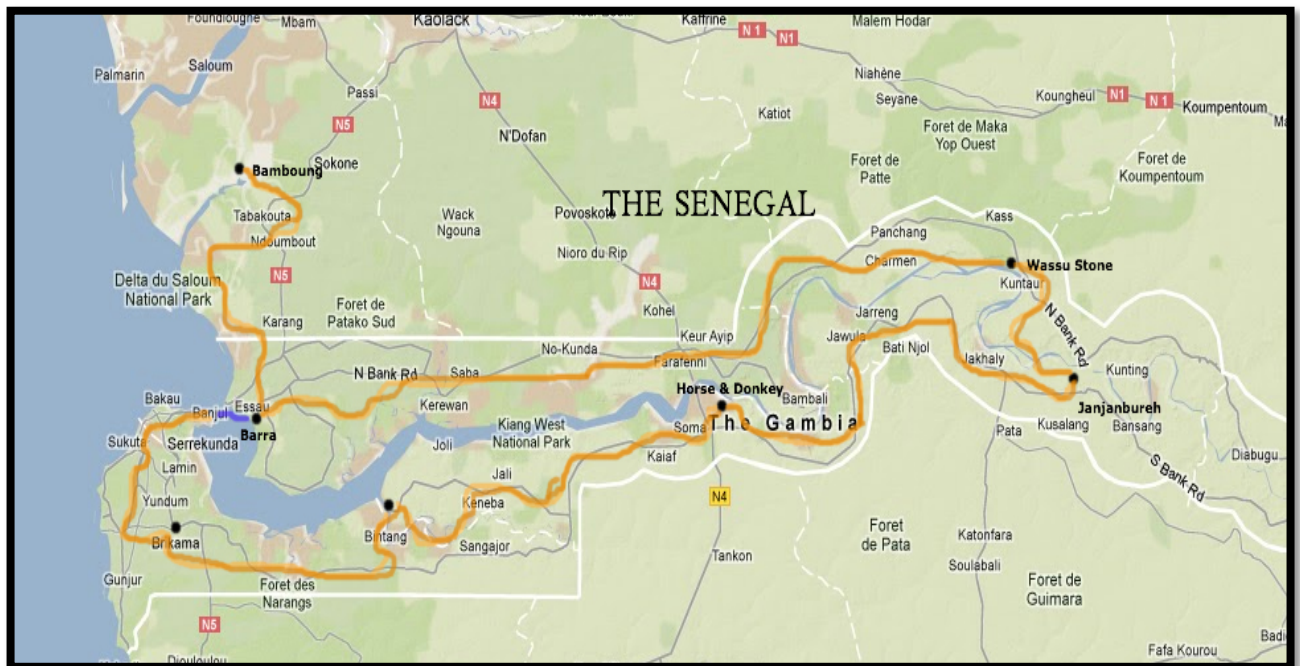 Foundiougne
Mbam
Kaolack
Kaffrine
Malem Hodar
N 1
N1
Palmarin
Saloum
Passi
Niahène
Seyane
Koungheul
N1
N 1
Koumpentoum
N4
N5
N'Dofan
Katiot
Foret de Maka
Yop Ouest
Bamboung
Sokone
Foret de
Patte
Foret de
Koumpentoum
THE SENEGAL
Tabakouta
Wack
Ngouna
Povoskoto
Kass
Ndoumbout
Nioro du Rip
Panchang
Charmen
Wassu Stone
Delta du Saloum
National Park
N5
N4
Kuntaur
Foret de
Patako Sud
Kohel
Jarreng
N Bank Rd
Karang
Keur Ayip
Jawula
Bati Njol
No-Kunda
Farafenni
Jakhaly
N Bank Rd
Saba
Kunting
Horse & Donkey
Bakau
Banjul
Essau
Kerewan
Bambali
Janjanbureh
Barra
Kiang West
National Park
Soma
The Gambia
Kusalang
Bansang
Sukuta
Serrekunda
Joli
Pata
Lamin
Kaiaf
Diabugu
Jali
S Bank Rd
Yundum
Keneba
N4
Brikama
Bintang
Sangajor
Foret
de Pata
Katonfara
Tankon
Soulabali
Gunjur
Foret des
Narangs
Foret de
Guimara
N5
Fafa Kourou